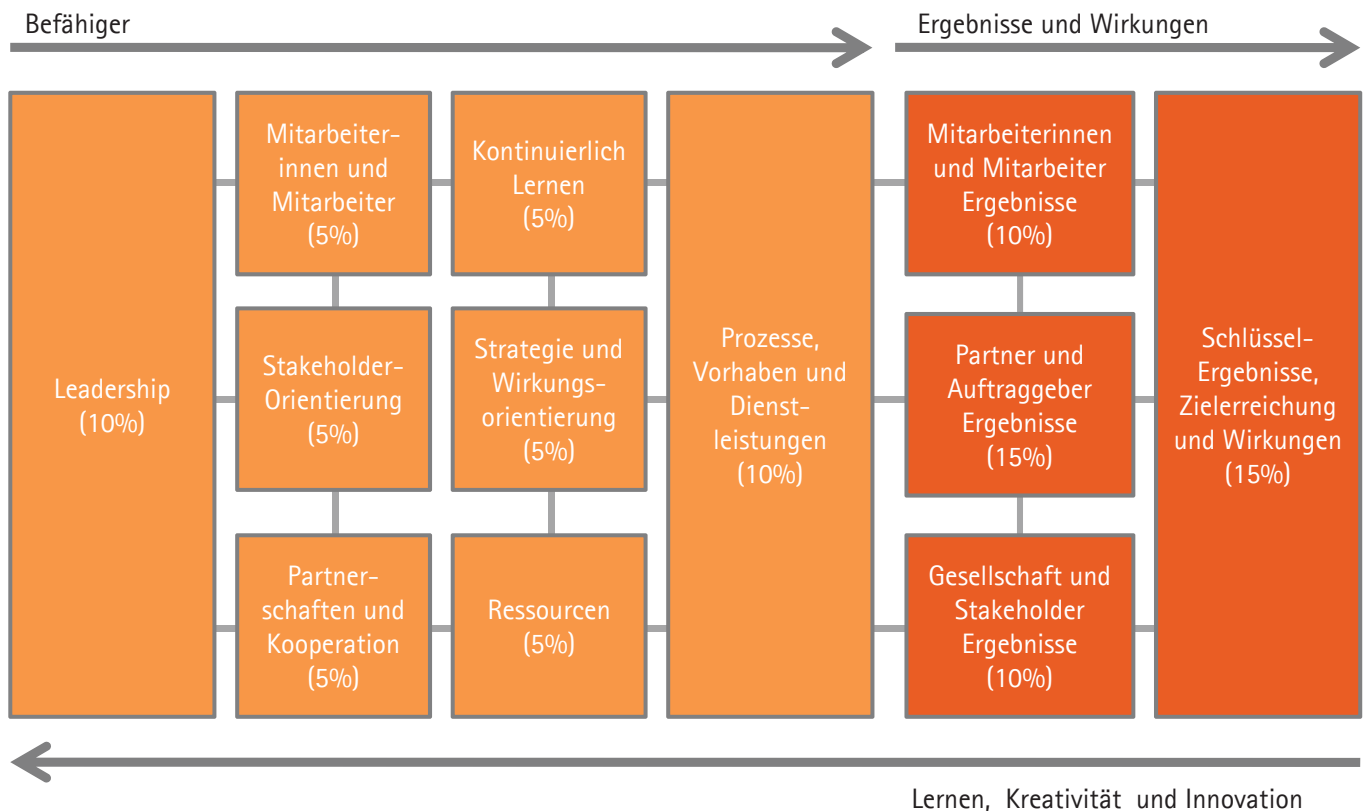 Befähiger
Ergebnisse und Wirkungen
Leadership
(10%)
Mitarbeiter-
innen und
Mitarbeiter
(5%)
Stakeholder-
Orientierung
(5%)
Partner-
schaften und
Kooperation
(5%)
Kontinuierlich
Lernen
(5%)
Strategie und
Wirkungs-
orientierung
(5%)
Ressourcen
(5%)
Prozesse,
Vorhaben und
Dienst-
leistungen
(10%)
Mitarbeiterinnen
und Mitarbeiter
Ergebnisse
(10%)
Partner und
Auftraggeber
Ergebnisse
(15%)
Gesellschaft und
Stakeholder
Ergebnisse
(10%)
Schlüssel-
Ergebnisse,
Zielerreichung
und Wirkungen
(15%)
Lernen, Kreativität und Innovation